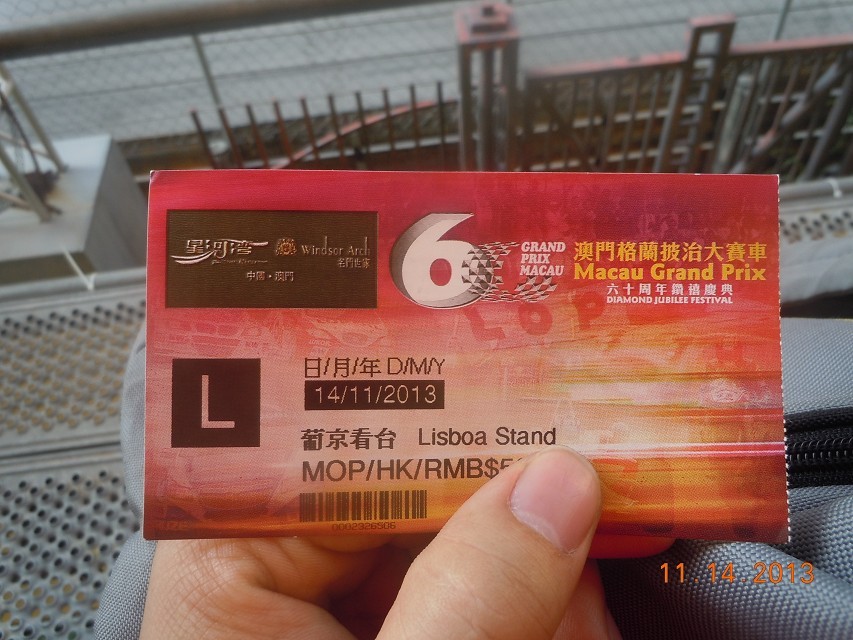 星河灣
Windsor Arch
名門世家
中國·澳門
60
GRAND
PRIX
MACAU
澳門格蘭披治大賽車
Macau Grand Prix
六十周年鑽禧慶典
DIAMOND JUBILEE FESTIVAL
L
日/月/年 D/M/Y
14/11/2013
葡京看台 Lisboa Stand
MOP/HK/RMB$5
0002326506
11.14.2013